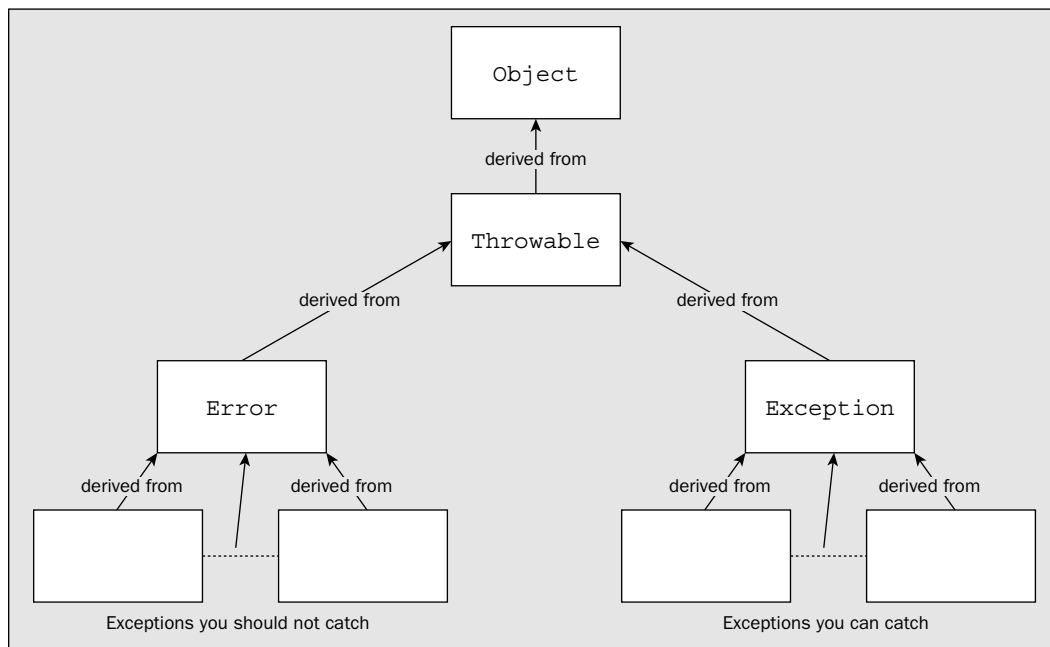 Object
derived from
Throwable
derived from
derived from
Error
Exception
derived from
derived from
derived from
derived from
Exceptions you should not catch
Exceptions you can catch